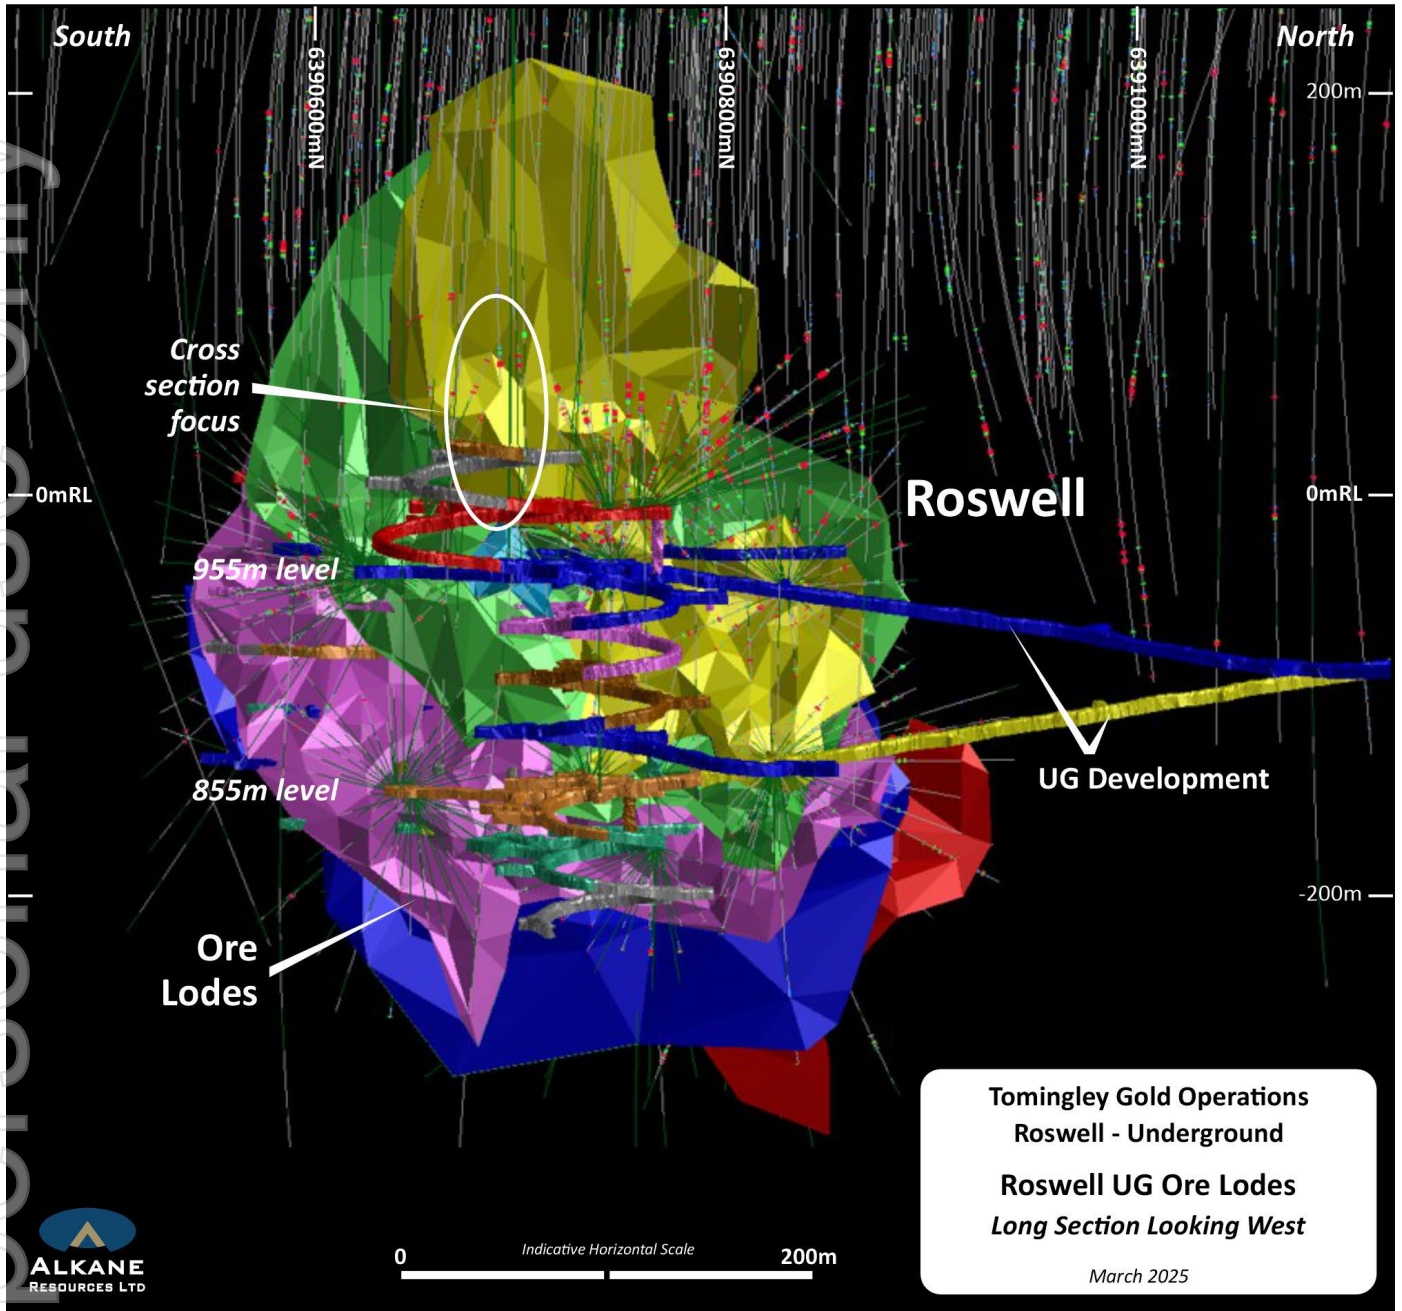 South
North
6390600mN
6390800mN
6391000mN
200m
Cross
section
focus
0mRL
0mRL
Roswell
955m level
UG Development
855m level
-200m
Ore
Lodes
Tomingley Gold Operations
Roswell - Underground
Roswell UG Ore Lodes
Long Section Looking West
March 2025
0
Indicative Horizontal Scale
200m
ALKANE
RESOURCES LTD